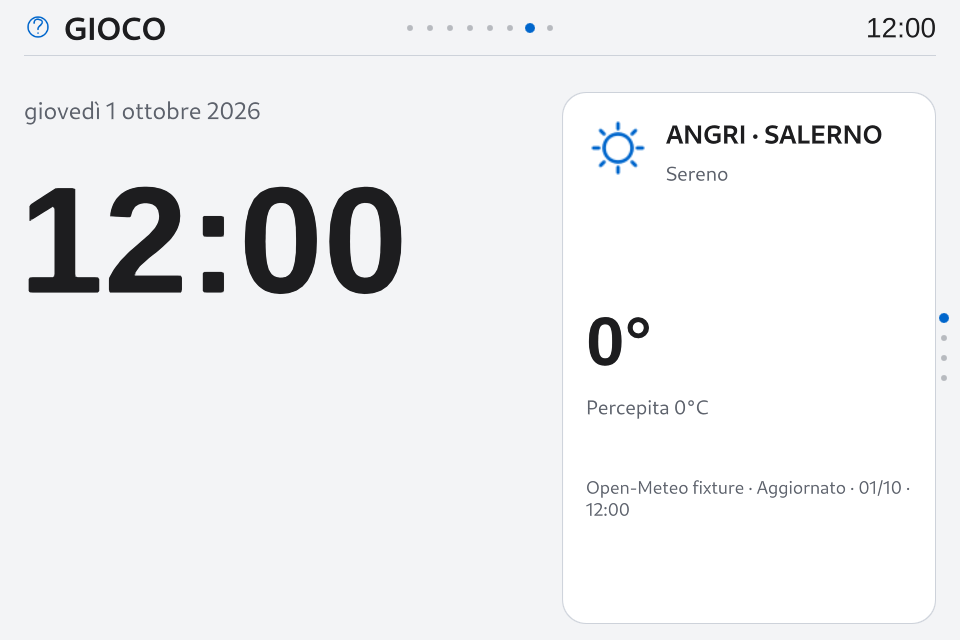 GIOCO
12:00
giovedì 1 ottobre 2026
12:00
ANGRI · SALERNO
Sereno
0°
Percepita 0°C
Open-Meteo fixture · Aggiornato · 01/10 ·
12:00